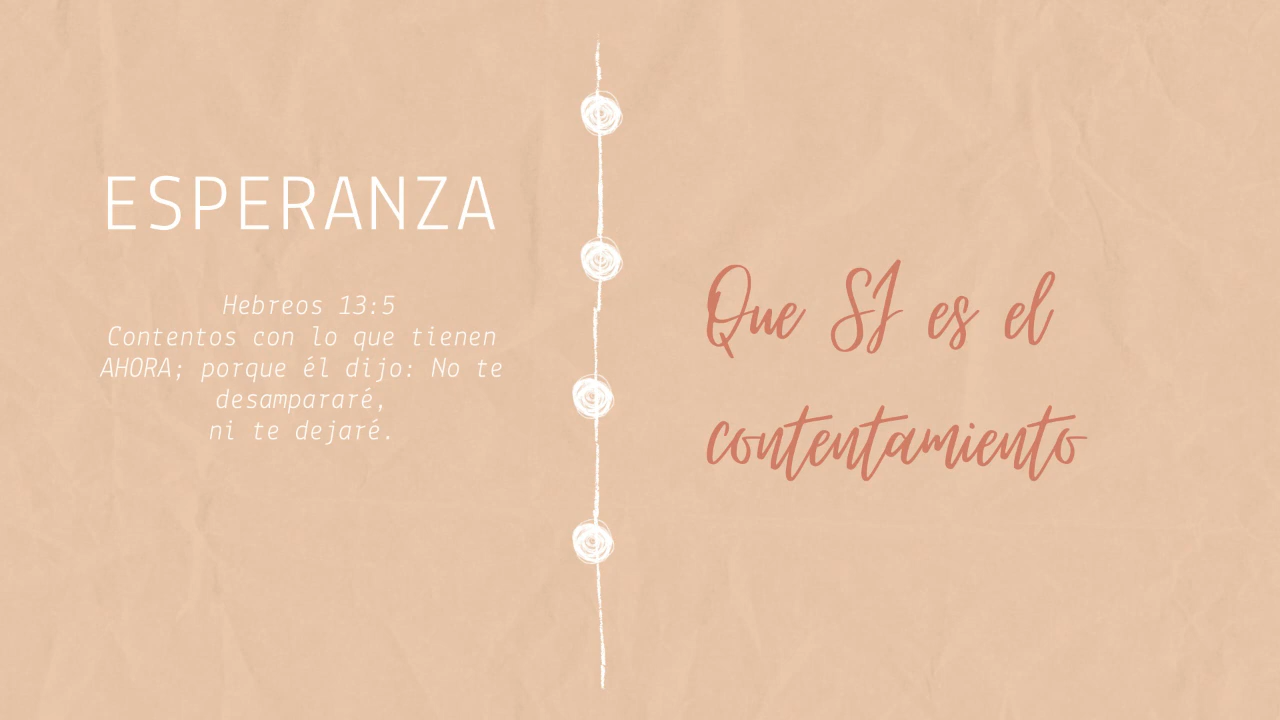 ESPERANZA
Hebreos 13:5
Contentos con lo que tienen
AHORA; porque él dijo: No te
desampararé,
ni te dejaré.
Que SI es el
contentamiento